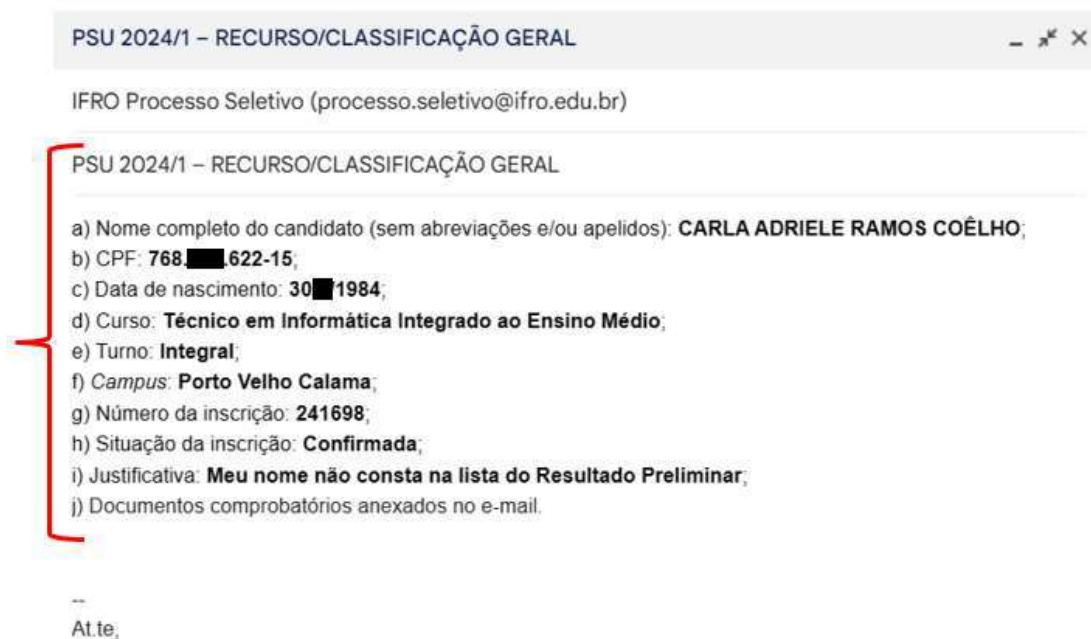 PSU 2024/1 – RECURSO/CLASSIFICAÇÃO GERAL
IFRO Processo Seletivo (processo.seletivo@ifro.edu.br)
PSU 2024/1 – RECURSO/CLASSIFICAÇÃO GERAL
a) Nome completo do candidato (sem abreviações e/ou apelidos): CARLA ADRIELE RAMOS COÊLHO;
b) CPF: 768. .622-15;
c) Data de nascimento: 30 /1984;
d) Curso: Técnico em Informática Integrado ao Ensino Médio;
e) Turno: Integral;
f) Campus: Porto Velho Calama;
g) Número da inscrição: 241698;
h) Situação da inscrição: Confirmada;
i) Justificativa: Meu nome não consta na lista do Resultado Preliminar;
j) Documentos comprobatórios anexados no e-mail.
--
At.te,